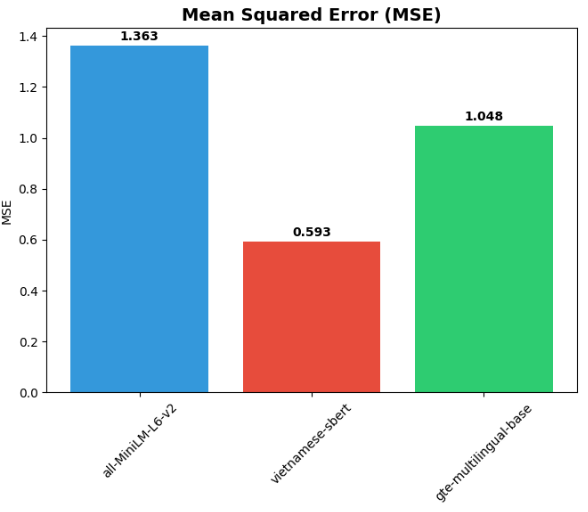 Mean Squared Error (MSE)
1.4
1.2
1.0
0.8
0.6
0.4
0.2
0.0
MSE
1.363
0.593
1.048
all-MiniLM-L6-v2
vietnamese-sbert
gte-multilingual-base